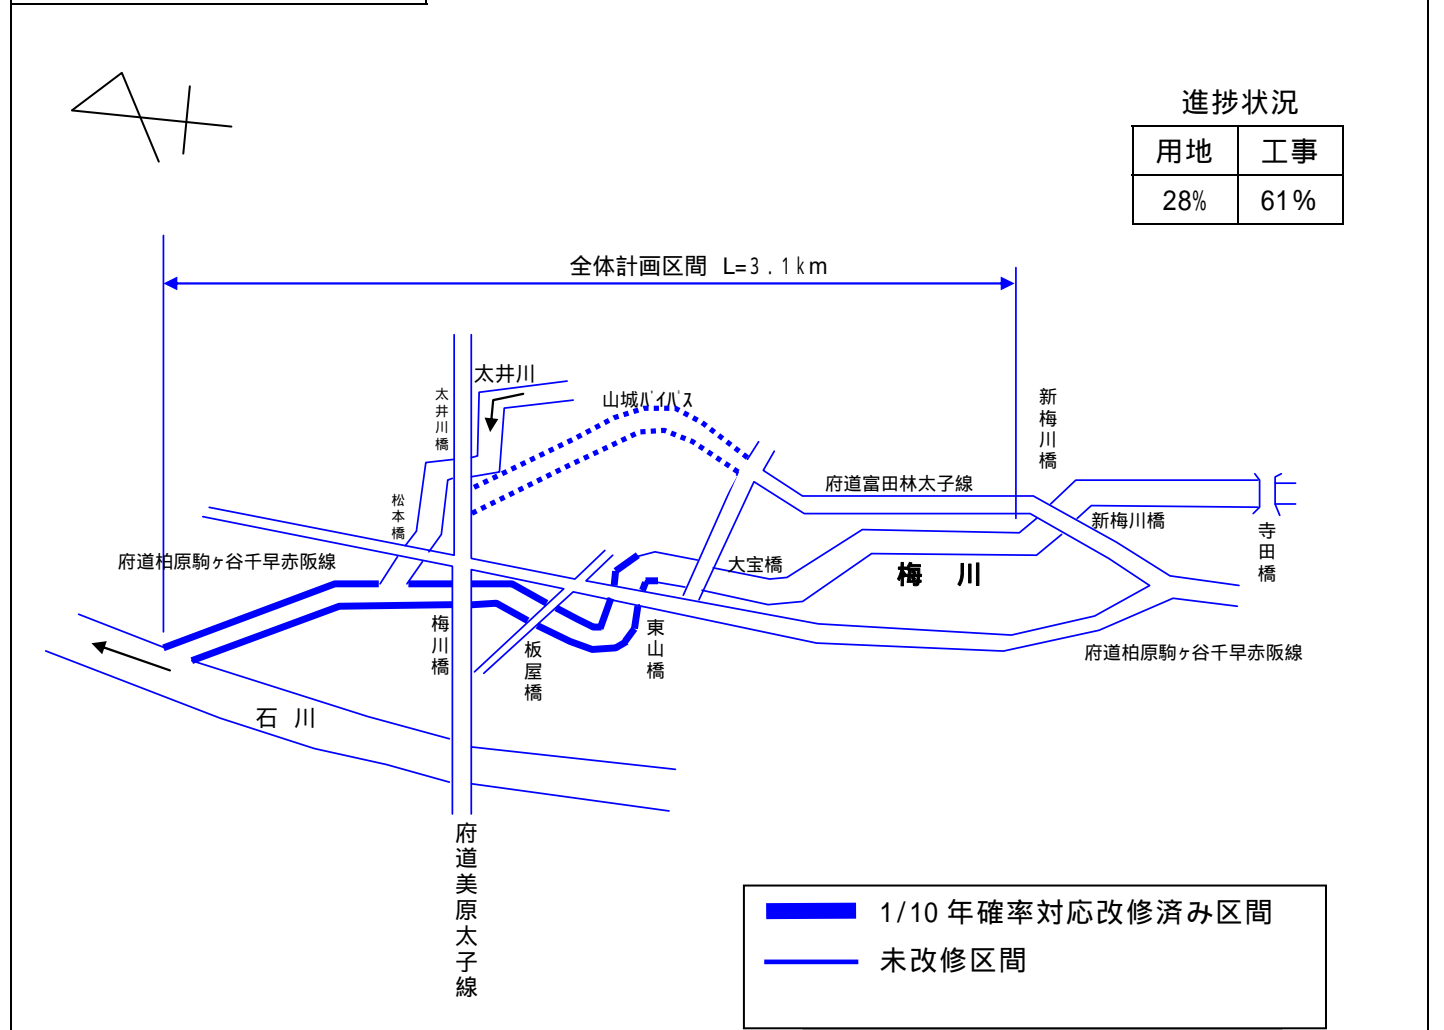 進捗状況
用地 工事
28% 61%
全体計画区間 L=3.1km
太井川
太井川橋
山城バイパス
新梅川橋
府道富田林太子線
松本橋
新梅川橋
寺田橋
府道柏原駒ヶ谷千早赤阪線
大宝橋
梅 川
梅川橋
板屋橋
東山橋
府道柏原駒ヶ谷千早赤阪線
石 川
府道美原太子線
1/10年確率対応改修済み区間
未改修区間